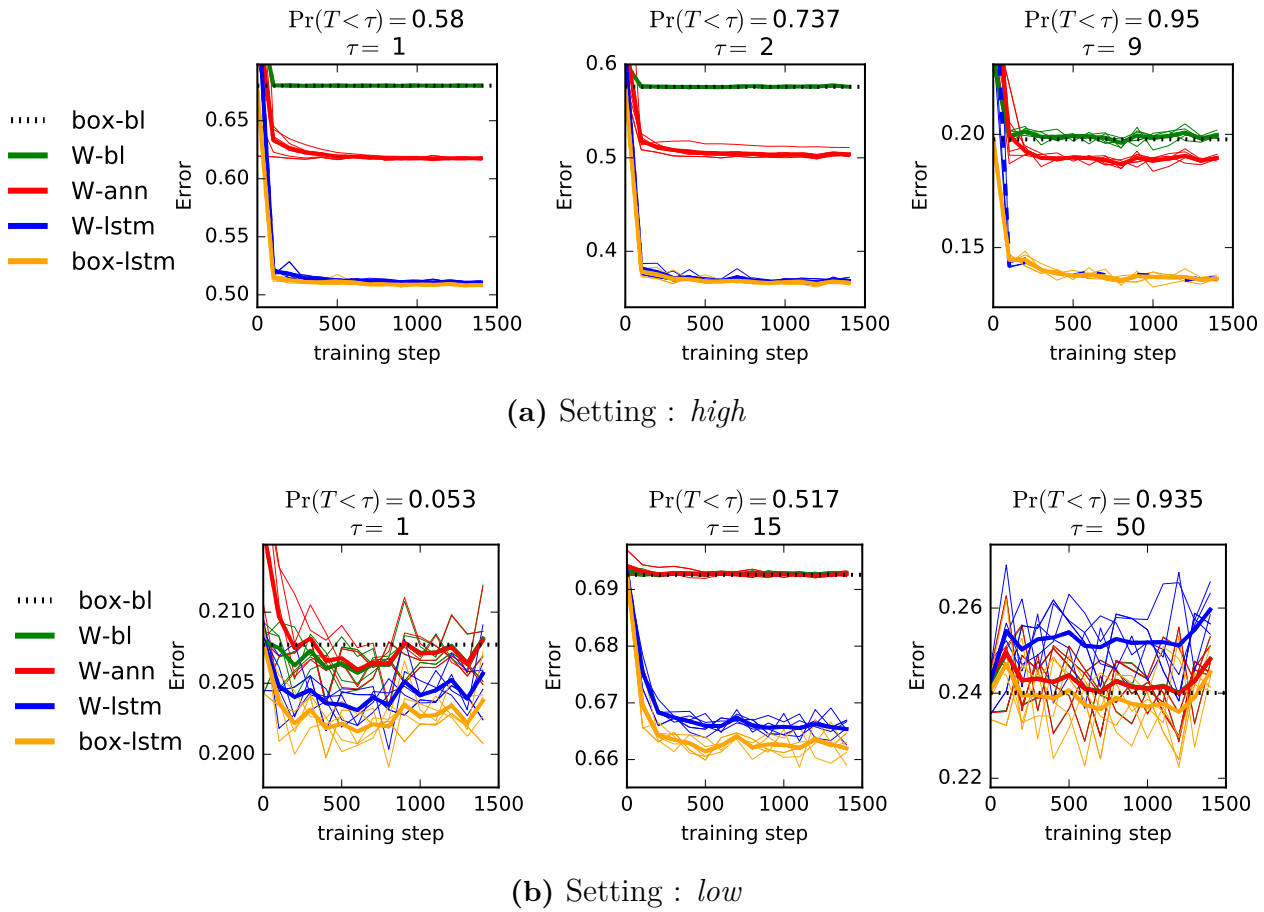 Pr(T < τ) = 0.58
τ = 1
Pr(T < τ) = 0.737
τ = 2
Pr(T < τ) = 0.95
τ = 9
box-bl
W-bl
W-ann
W-lstm
box-lstm
Error
0.65
0.60
0.55
0.50
0 500 1000 1500
training step
Error
0.6
0.5
0.4
0 500 1000 1500
training step
Error
0.20
0.15
0 500 1000 1500
training step
(a) Setting : high
Pr(T < τ) = 0.053
τ = 1
Pr(T < τ) = 0.517
τ = 15
Pr(T < τ) = 0.935
τ = 50
box-bl
W-bl
W-ann
W-lstm
box-lstm
Error
0.210
0.205
0.200
0 500 1000 1500
training step
Error
0.69
0.68
0.67
0.66
0 500 1000 1500
training step
Error
0.26
0.24
0.22
0 500 1000 1500
training step
(b) Setting : low